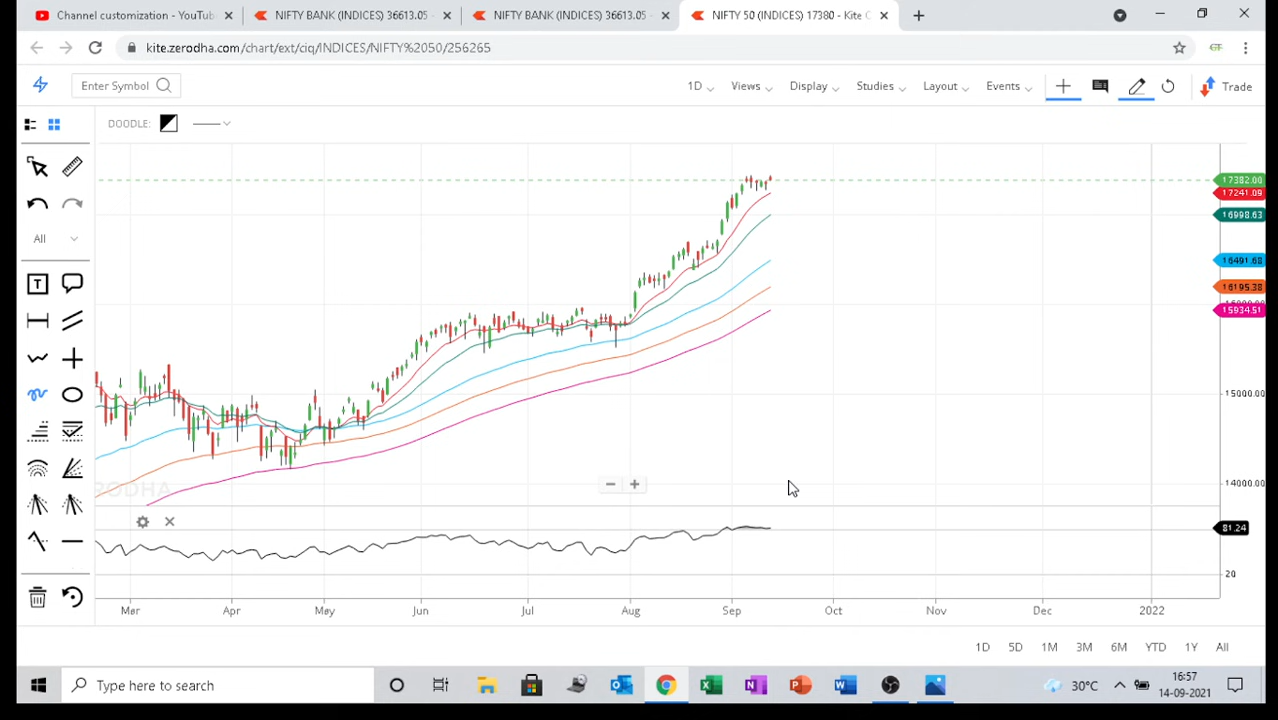 Channel customization - YouTu
NIFTY BANK (INDICES) 36613.05
NIFTY BANK (INDICES) 36613.05
NIFTY 50 (INDICES) 17380 - Kite C
kite.zerodha.com/chart/ext/ciq/INDICES/NIFTY%2050/256265
GT
Enter Symbol
1D
Views
Display
Studies
Layout
Events
Trade
DOODLE:
17382.00
17241.09
16998.63
All
16491.68
T
16195.38
15934.51
15000.00
14000.00
RODHA
81.24
20
Mar
Apr
May
Jun
Jul
Aug
Sep
Oct
Nov
Dec
2022
1D 5D 1M 3M 6M YTD 1Y All
Type here to search
30°C
16:57
14-09-2021